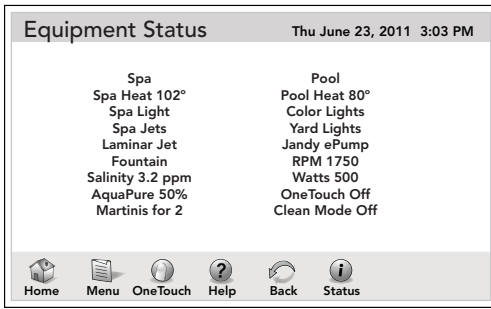 Equipment Status
Thu June 23, 2011 3:03 PM
Spa
Spa Heat 102°
Spa Light
Spa Jets
Laminar Jet
Fountain
Salinity 3.2 ppm
AquaPure 50%
Martinis for 2
Pool
Pool Heat 80°
Color Lights
Yard Lights
Jandy ePump
RPM 1750
Watts 500
OneTouch Off
Clean Mode Off
Home Menu OneTouch Help Back Status